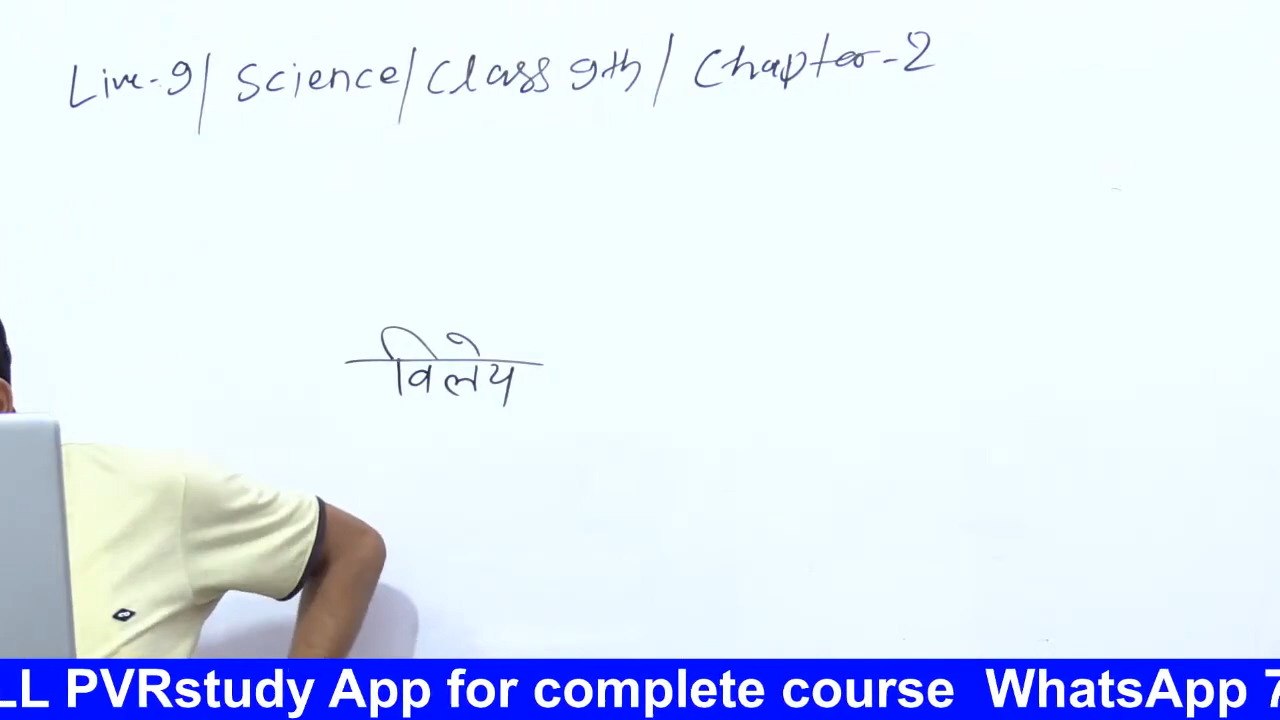 Live-9/ Science/ Class 9th/ Chapter-2
विलेय
LL PVRstudy App for complete course WhatsApp 7